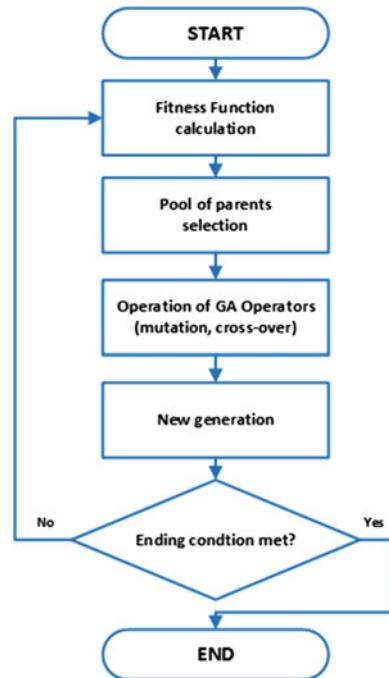 START
Fitness Function
calculation
Pool of parents
selection
Operation of GA Operators
(mutation, cross-over)
New generation
No
Yes
Ending condtion met?
END